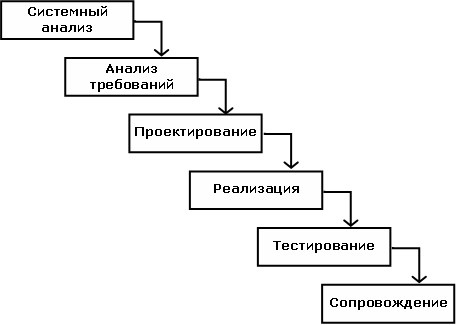 Системный
анализ
Анализ
требований
Проектирование
Реализация
Тестирование
Сопровождение